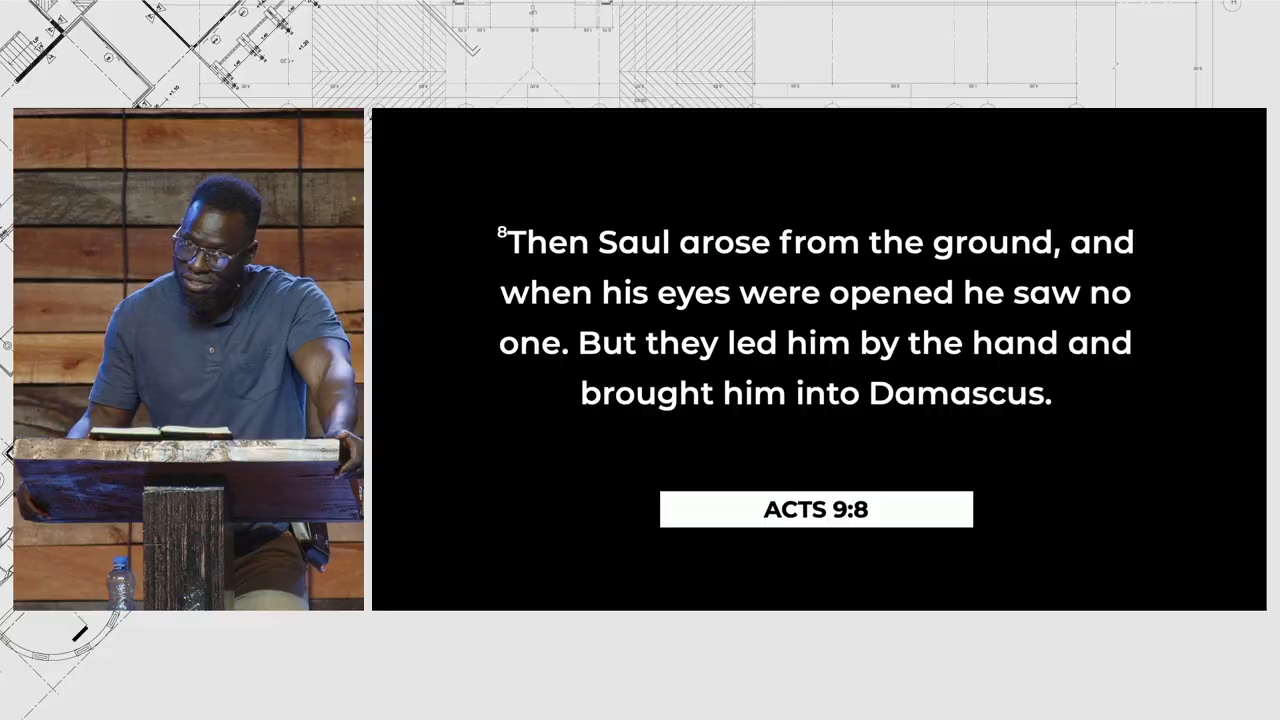 ⁸Then Saul arose from the ground, and
when his eyes were opened he saw no
one. But they led him by the hand and
brought him into Damascus.
ACTS 9:8